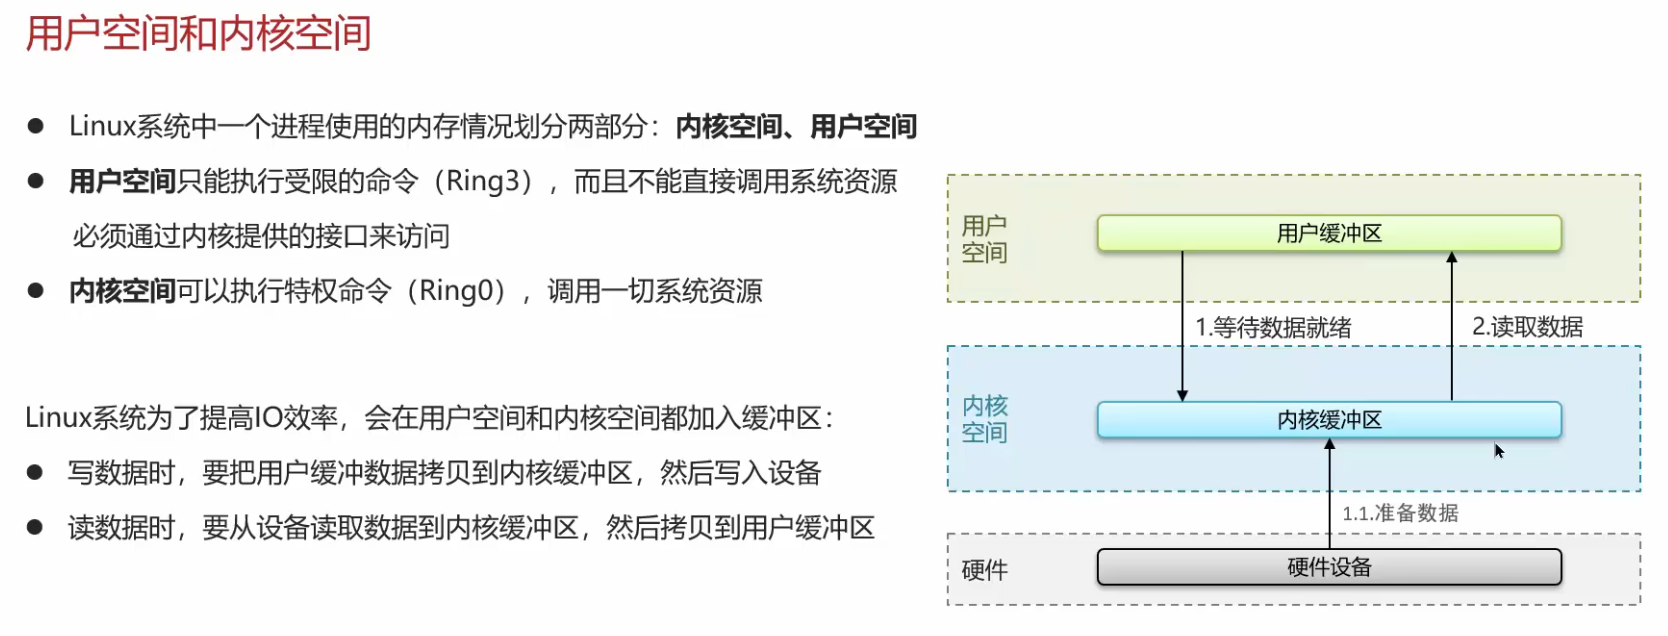 用户空间和内核空间
● Linux系统中一个进程使用的内存情况划分两部分：内核空间、用户空间
● 用户空间只能执行受限的命令（Ring3），而且不能直接调用系统资源
必须通过内核提供的接口来访问
● 内核空间可以执行特权命令（Ring0），调用一切系统资源
Linux系统为了提高IO效率，会在用户空间和内核空间都加入缓冲区：
● 写数据时，要把用户缓冲数据拷贝到内核缓冲区，然后写入设备
● 读数据时，要从设备读取数据到内核缓冲区，然后拷贝到用户缓冲区
用户
空间
用户缓冲区
1.等待数据就绪
2.读取数据
内核
空间
内核缓冲区
1.1.准备数据
硬件
硬件设备